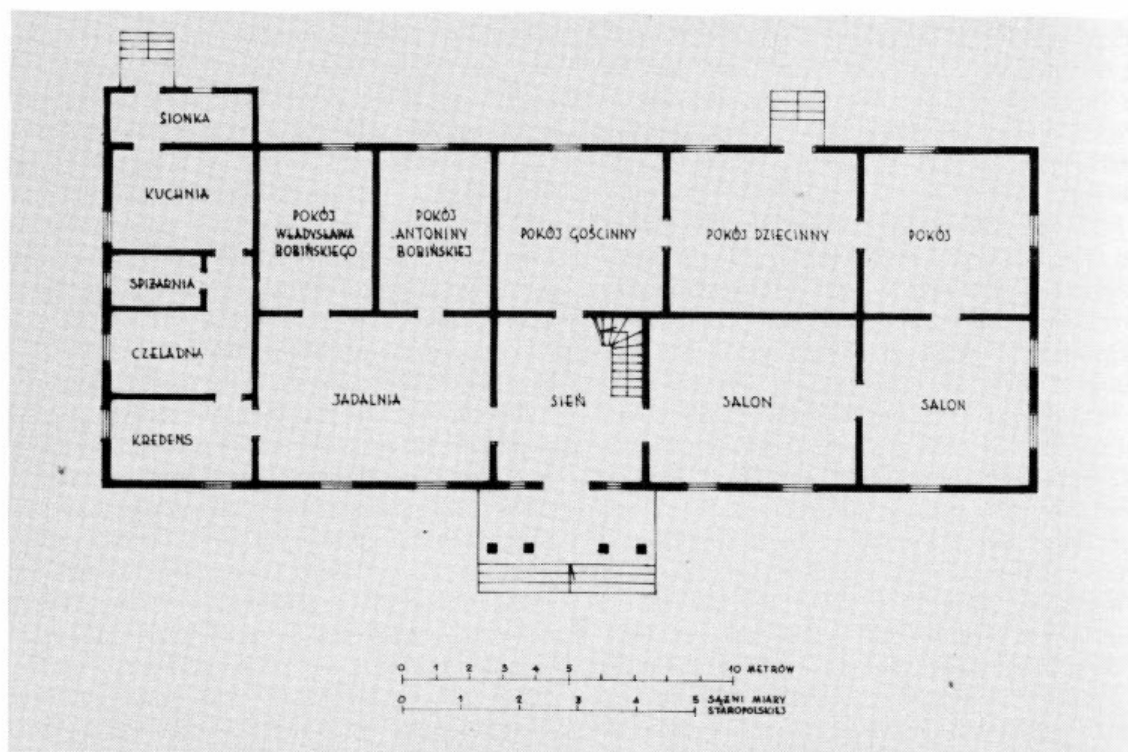 SIONKA
KUCHNIA
SPIŻARNIA
CZELADNA
KREDENS
POKÓJ
WŁADYSŁAWA
BOBIŃSKIEGO
POKÓJ
ANTONINY
BOBIŃSKIEJ
POKÓJ GOŚCINNY
POKÓJ DZIECINNY
POKÓJ
JADALNIA
SIEŃ
SALON
SALON
0 1 2 3 4 5 10 METRÓW
0 1 2 3 4 5 SĄŻNI MIARY
STAROPOLSKIEJ